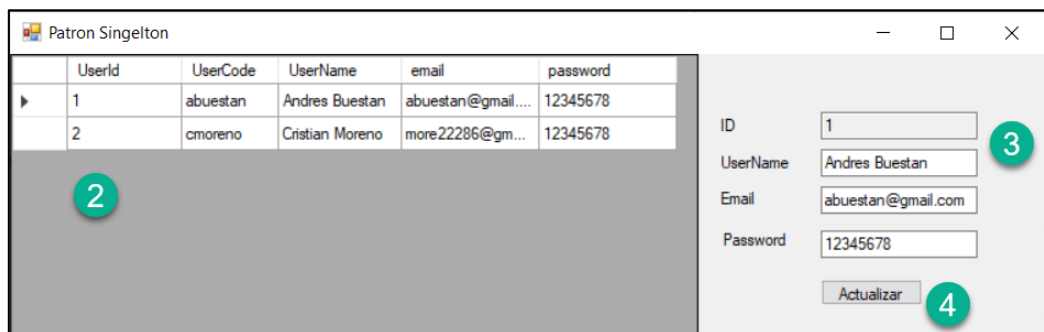 Patron Singelton
UserId UserCode UserName email password
1 abuestan Andres Buestan abuestan@gmail.... 12345678
2 cmoreno Cristian Moreno more22286@gm... 12345678
2
ID 1
3
UserName Andres Buestan
Email abuestan@gmail.com
Password 12345678
Actualizar
4